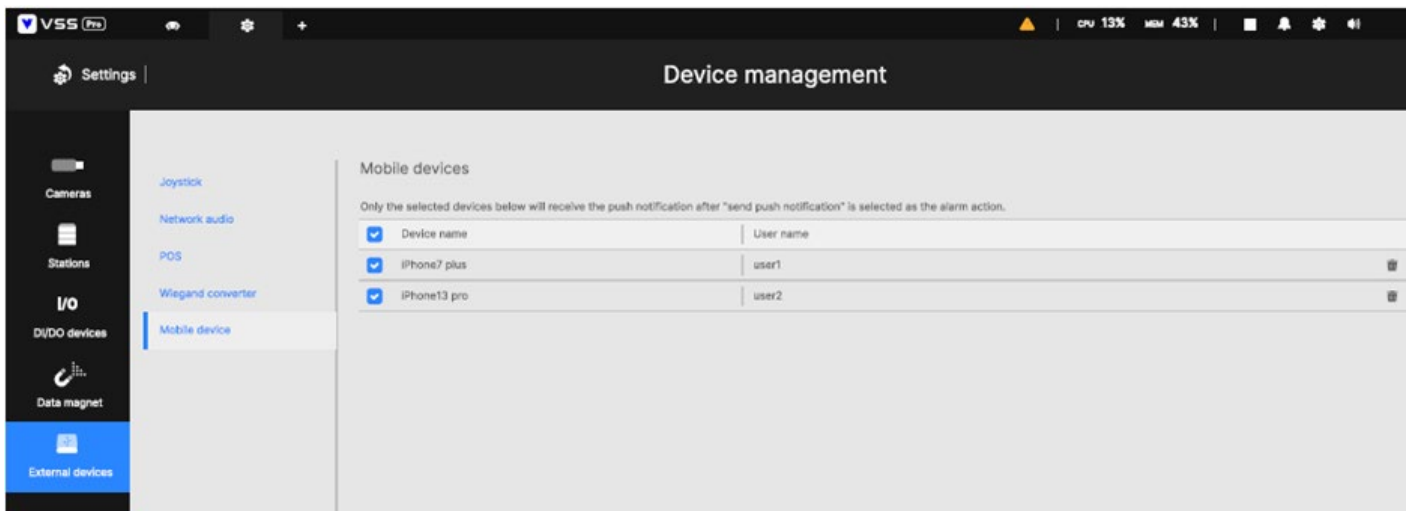 VSS Pro + CPU 13% MEM 43%
Settings Device management
Cameras
Stations
I/O
DI/DO devices
Data magnet
External devices
Joystick
Network audio
POS
Wiegand converter
Mobile device
Mobile devices
Only the selected devices below will receive the push notification after "send push notification" is selected as the alarm action.
Device name User name
iPhone7 plus user1
iPhone13 pro user2